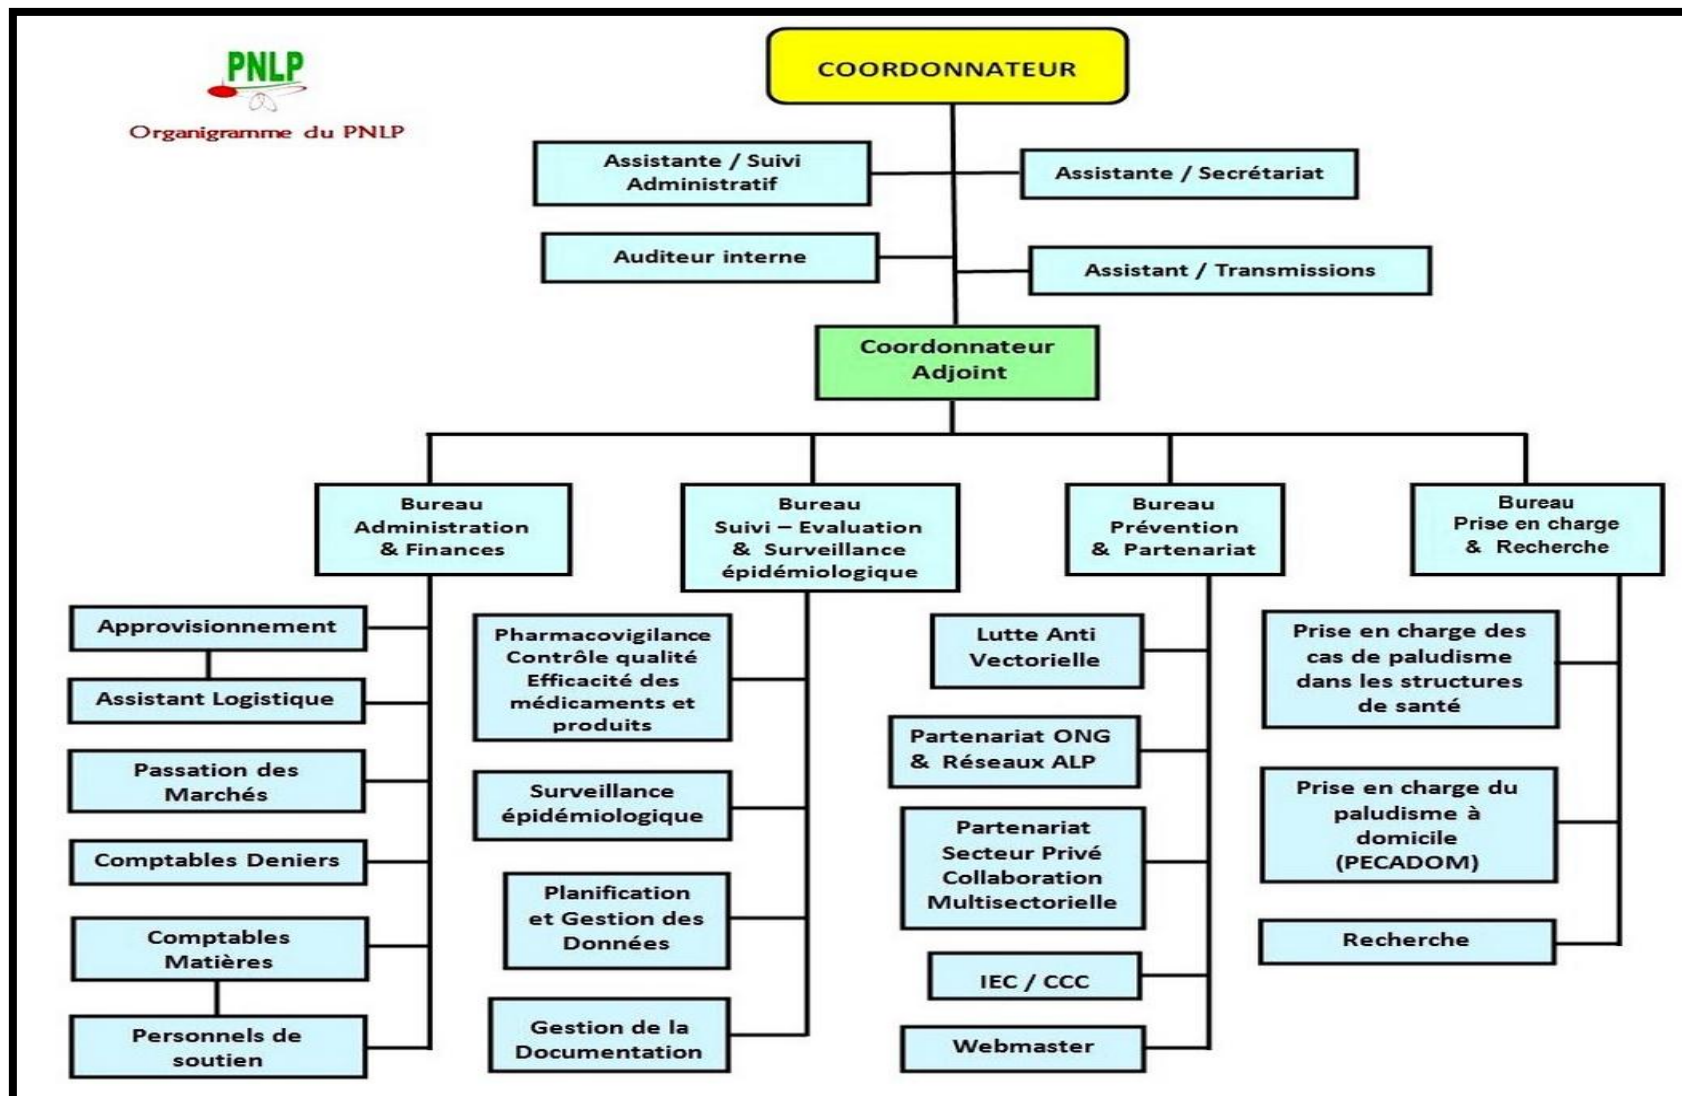 PNLP
Organigramme du PNLP
COORDONNATEUR
Assistante / Suivi
Administratif
Assistante / Secrétariat
Auditeur interne
Assistant / Transmissions
Coordonnateur
Adjoint
Bureau
Administration
& Finances
Bureau
Suivi – Evaluation
& Surveillance
épidémiologique
Bureau
Prévention
& Partenariat
Bureau
Prise en charge
& Recherche
Approvisionnement
Assistant Logistique
Passation des
Marchés
Comptables Deniers
Comptables
Matières
Personnels de
soutien
Pharmacovigilance
Contrôle qualité
Efficacité des
médicaments et
produits
Surveillance
épidémiologique
Planification
et Gestion des
Données
Gestion de la
Documentation
Lutte Anti
Vectorielle
Partenariat ONG
& Réseaux ALP
Partenariat
Secteur Privé
Collaboration
Multisectorielle
IEC / CCC
Webmaster
Prise en charge des
cas de paludisme
dans les structures
de santé
Prise en charge du
paludisme à
domicile
(PECADOM)
Recherche